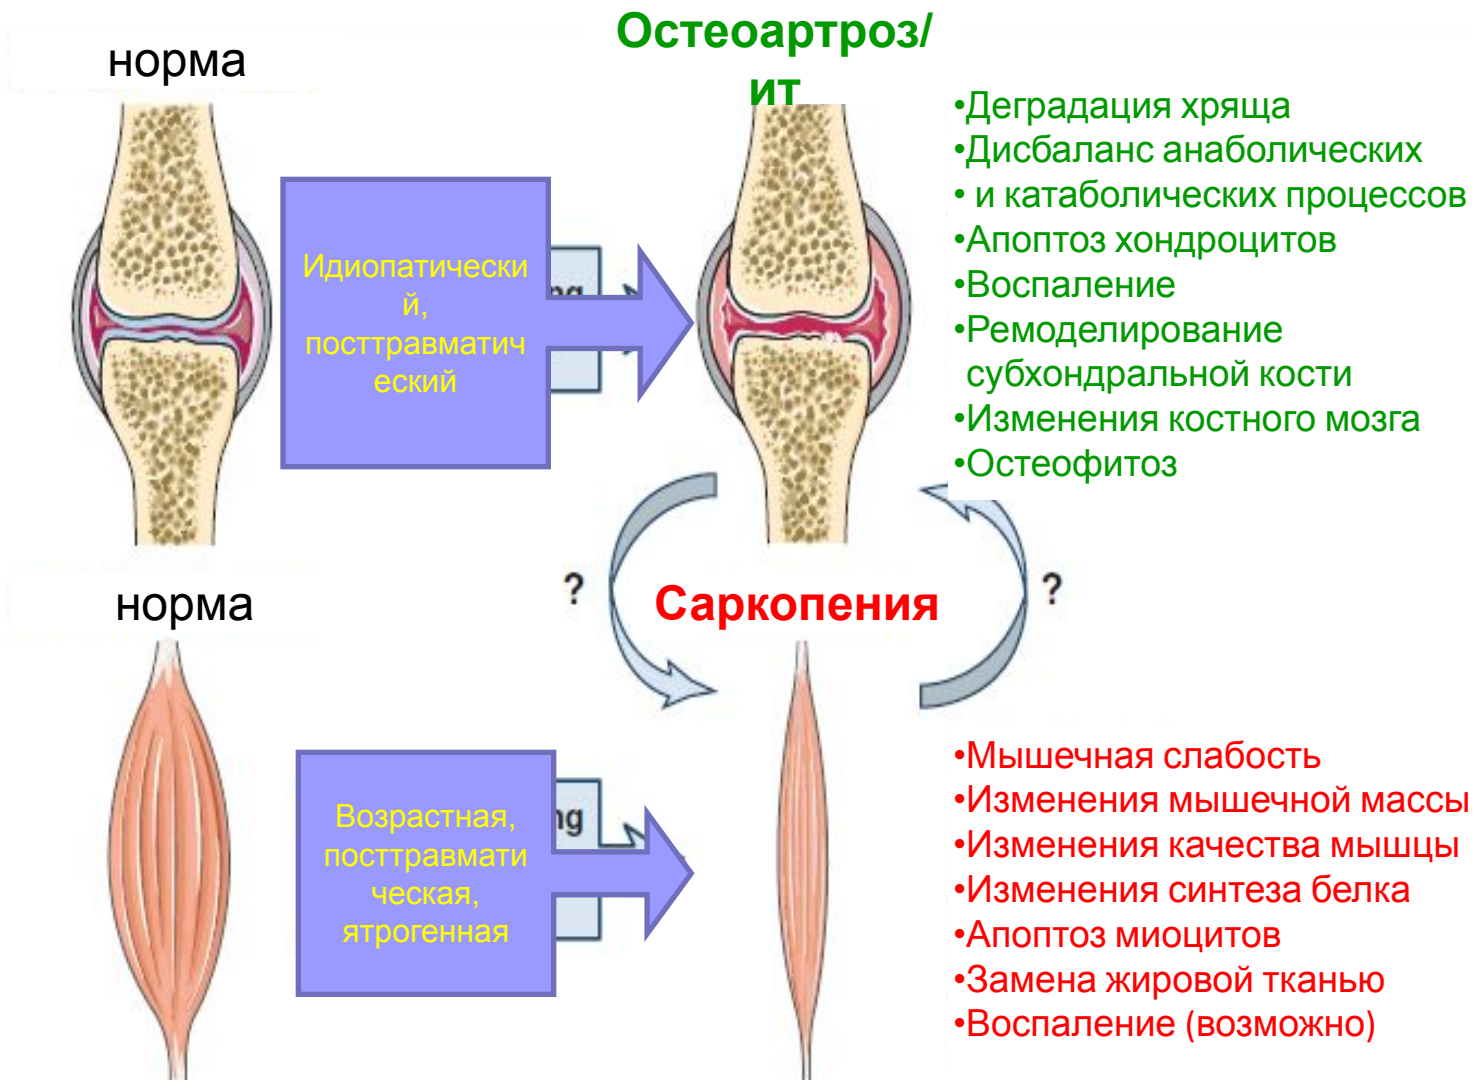 норма
Остеоартроз/
ит
•Деградация хряща
•Дисбаланс анаболических
• и катаболических процессов
•Апоптоз хондроцитов
•Воспаление
•Ремоделирование
субхондральной кости
•Изменения костного мозга
•Остеофитоз
Идиопатически
й,
посттравматич
еский
норма
?
Саркопения
?
Возрастная,
посттравмати
ческая,
ятрогенная
•Мышечная слабость
•Изменения мышечной массы
•Изменения качества мышцы
•Изменения синтеза белка
•Апоптоз миоцитов
•Замена жировой тканью
•Воспаление (возможно)